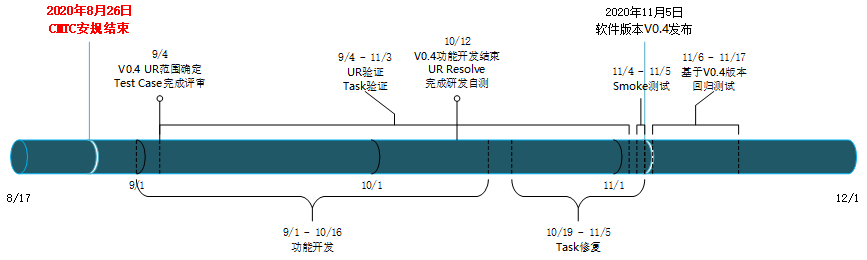 2020年8月26日
CMTC安规结束
9/4
V0.4 UR范围确定
Test Case完成评审
9/4 - 11/3
UR验证
Task验证
10/12
V0.4功能开发结束
UR Resolve
完成研发自测
2020年11月5日
软件版本V0.4发布
11/4 - 11/5
Smoke测试
11/6 - 11/17
基于V0.4版本
回归测试
8/17
9/1
10/1
11/1
12/1
9/1 - 10/16
功能开发
10/19 - 11/5
Task修复